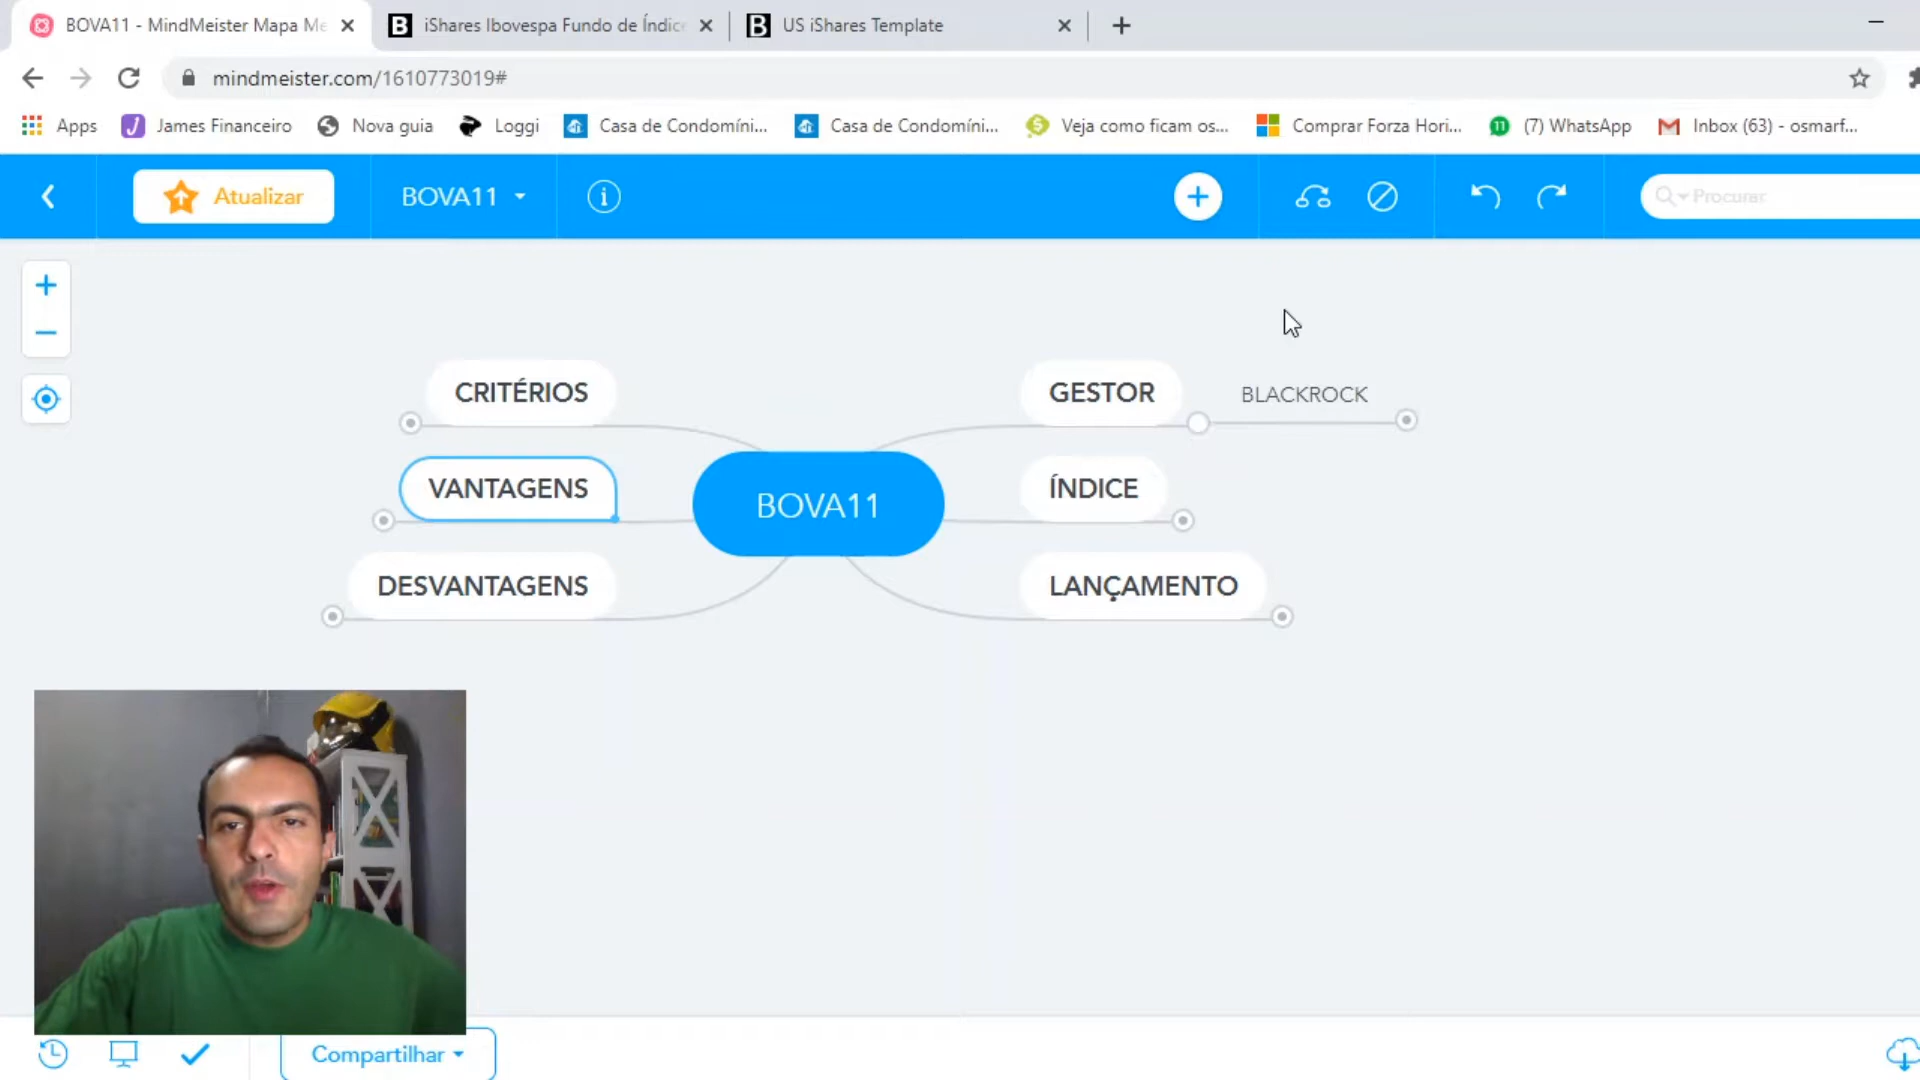 BOVA11 - MindMeister Mapa Me
iShares Ibovespa Fundo de Índic
US iShares Template
mindmeister.com/1610773019#
Apps
James Financeiro
Nova guia
Loggi
Casa de Condomíni...
Casa de Condomíni...
Veja como ficam os...
Comprar Forza Hori...
11
(7) WhatsApp
Inbox (63) - osmarf...
Atualizar
BOVA11
Procurar
CRITÉRIOS
GESTOR
BLACKROCK
VANTAGENS
BOVA11
ÍNDICE
DESVANTAGENS
LANÇAMENTO
Compartilhar